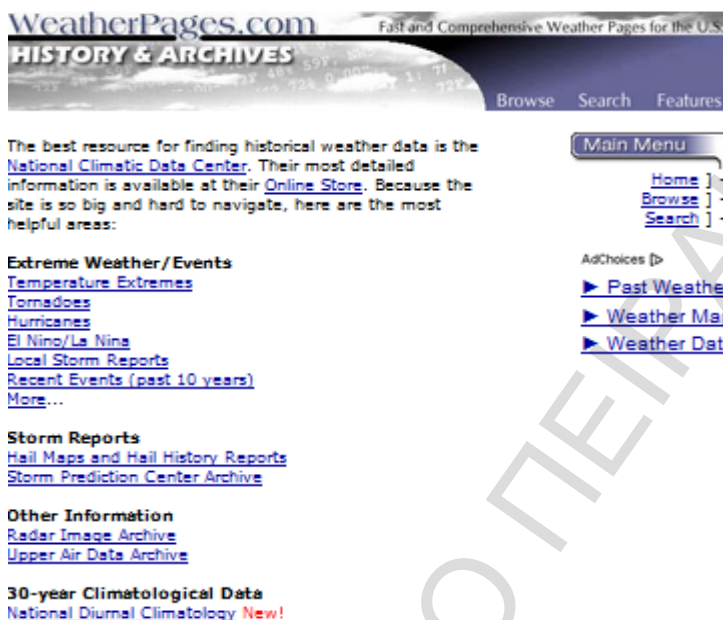 WeatherPages.com
Fast and Comprehensive Weather Pages for the U.S.
HISTORY & ARCHIVES
Browse Search Features
The best resource for finding historical weather data is the
National Climatic Data Center. Their most detailed
information is available at their Online Store. Because the
site is so big and hard to navigate, here are the most
helpful areas:
Extreme Weather/Events
Temperature Extremes
Tornadoes
Hurricanes
El Nino/La Nina
Local Storm Reports
Recent Events (past 10 years)
More...
Storm Reports
Hail Maps and Hail History Reports
Storm Prediction Center Archive
Other Information
Radar Image Archive
Upper Air Data Archive
30-year Climatological Data
National Diurnal Climatology New!
Main Menu
Home ]
Browse ]
Search ]
AdChoices
Past
Weather
Weather